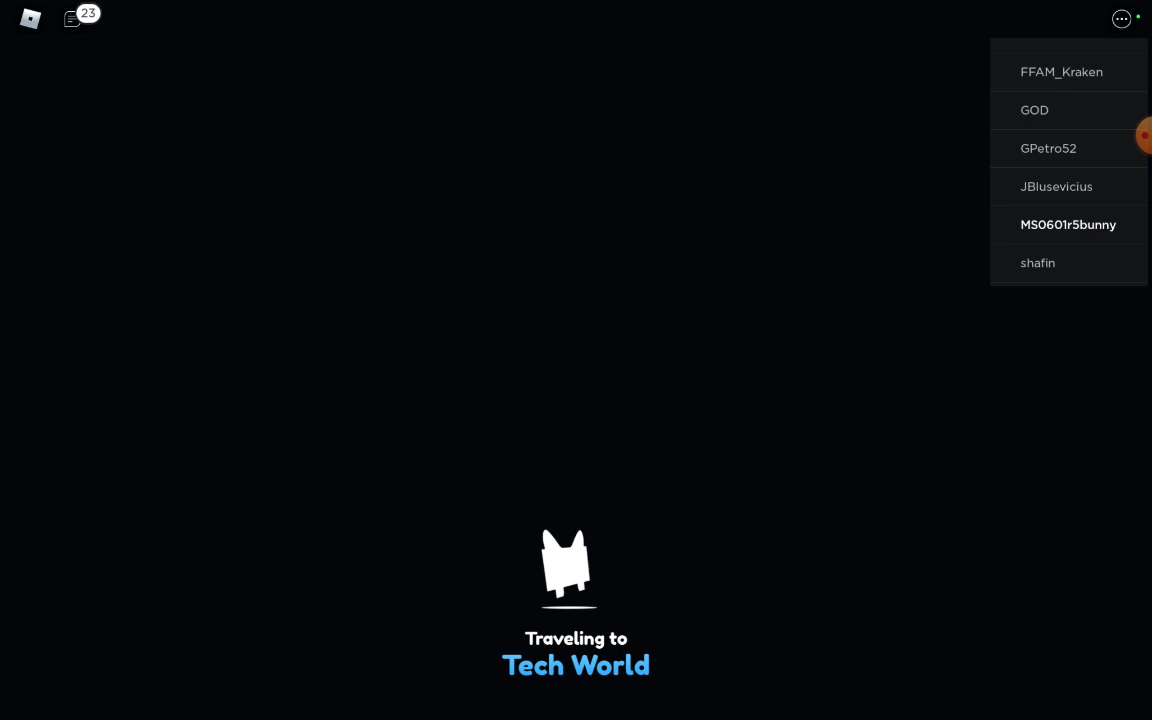 23
FFAM_Kraken
GOD
GPetro52
JBlusevicius
MS0601r5bunny
shafin
Traveling to
Tech World